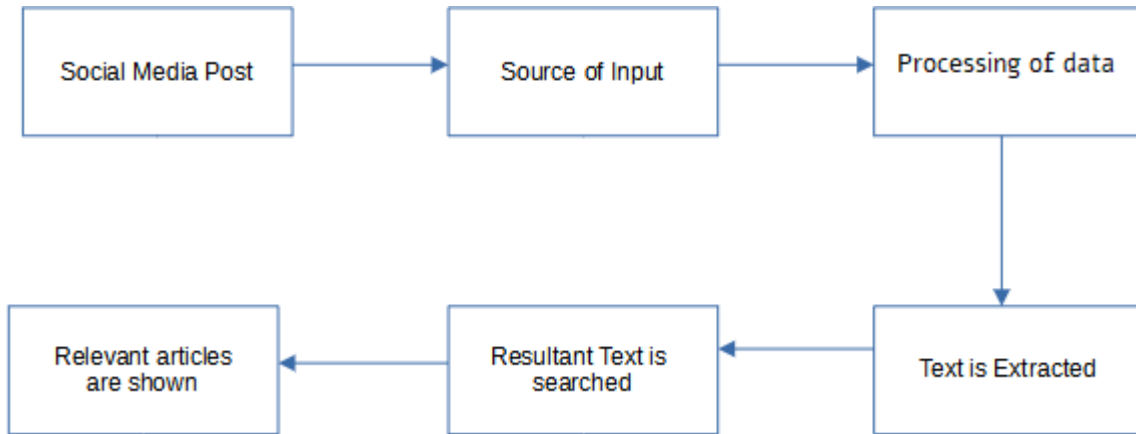 Social Media Post
Source of Input
Processing of data
Text is Extracted
Resultant Text is
searched
Relevant articles
are shown